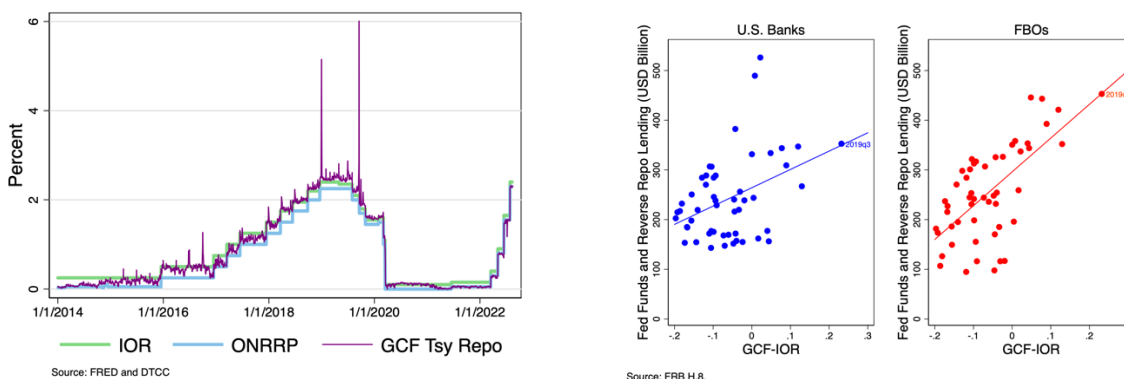 Percent
6
4
2
0
1/1/2014
1/1/2016
1/1/2018
1/1/2020
1/1/2022
IOR
ONRRP
GCF Tsy Repo
Source: FRED and DTCC
U.S. Banks
Fed Funds and Reverse Repo Lending (USD Billion)
500
400
300
200
100
0
2019q3
-.2
-.1
0
.1
.2
.3
GCF-IOR
FBOs
Fed Funds and Reverse Repo Lending (USD Billion)
500
400
300
200
100
0
-.2
-.1
0
.1
.2
GCF-IOR
Source: FRB H.8.